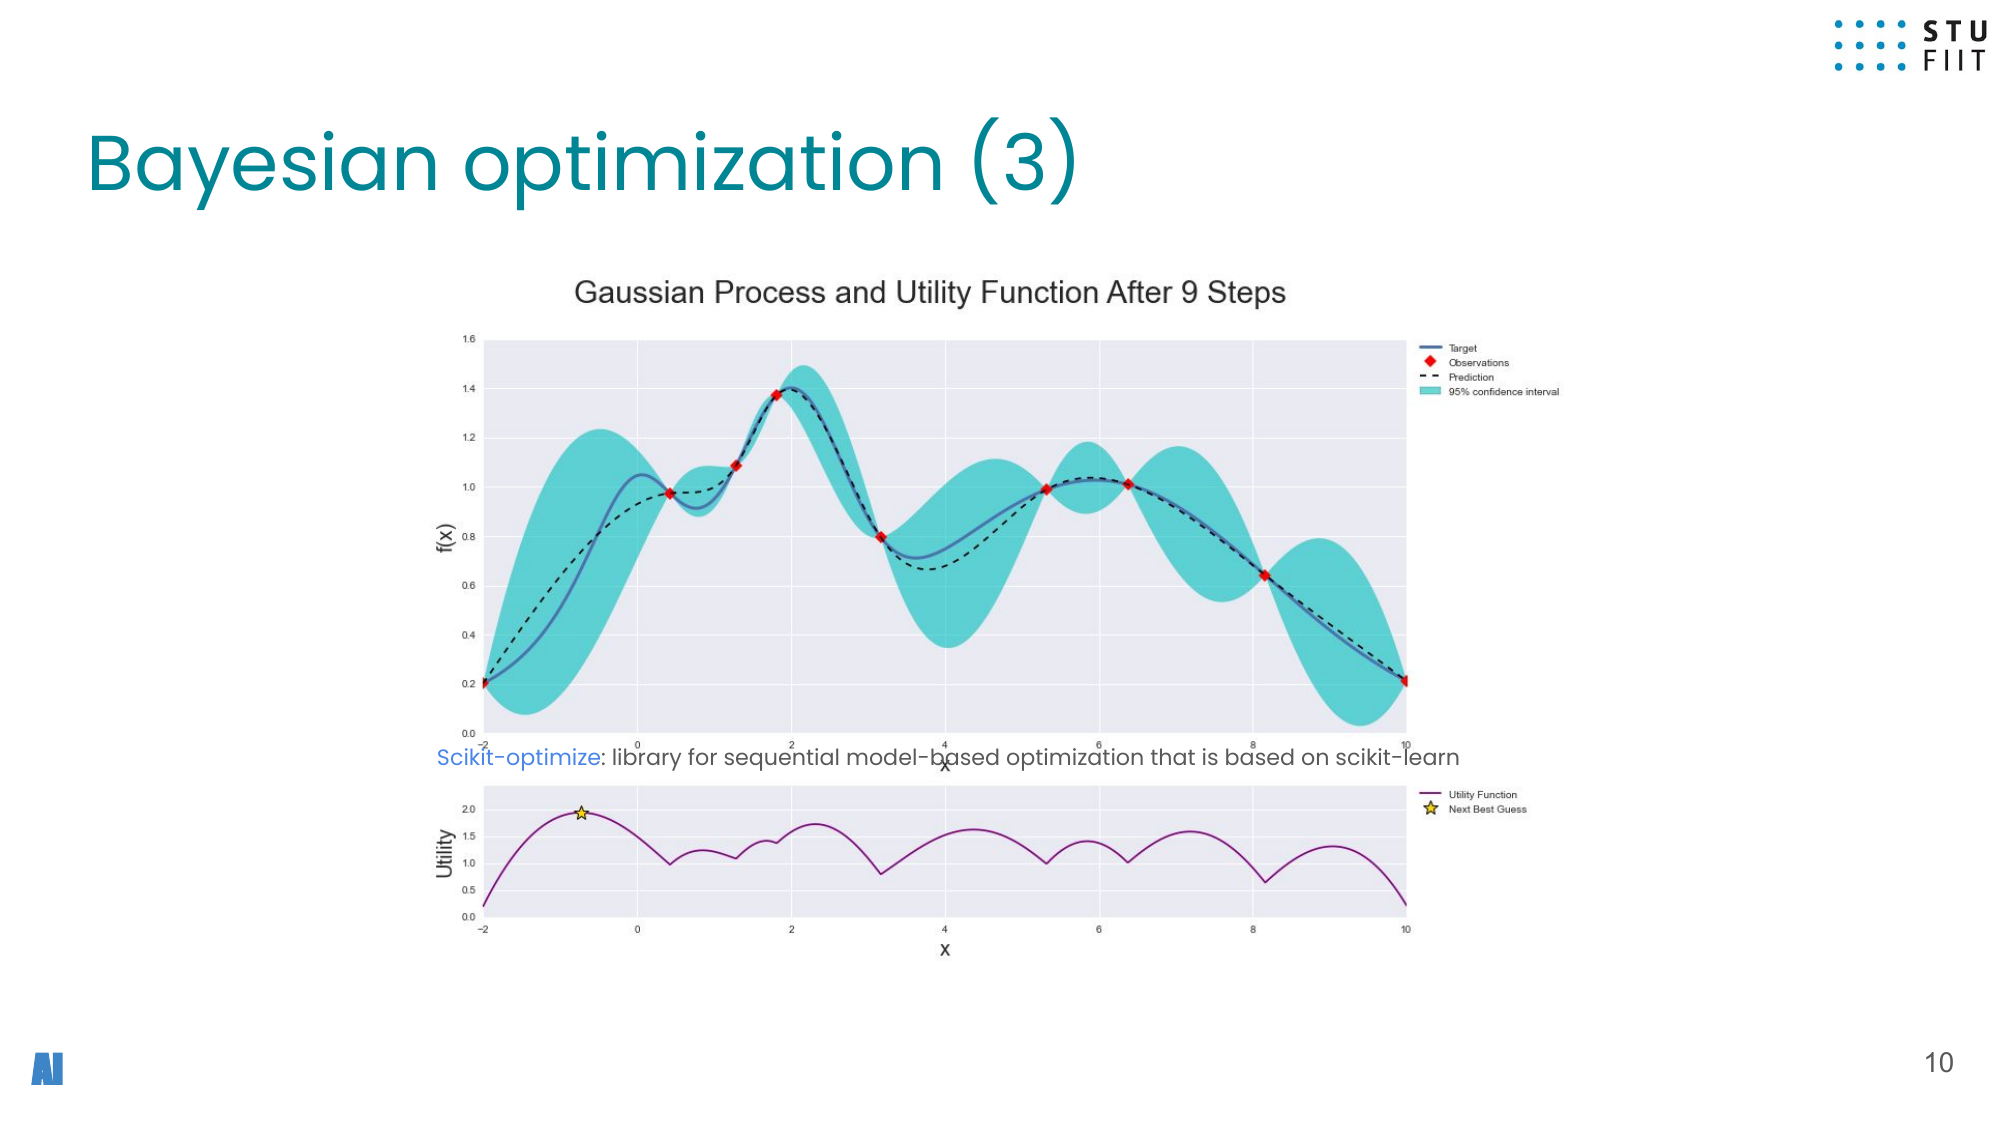 STU
FIIT
Bayesian optimization (3)
Gaussian Process and Utility Function After 9 Steps
1.6
1.4
1.2
1.0
0.8
0.6
0.4
0.2
0.0
f(x)
Target
Observations
Prediction
95% confidence interval
−2 0 2 4 6 8 10
x
Scikit-optimize: library for sequential model-based optimization that is based on scikit-learn
2.0
1.5
1.0
0.5
0.0
Utility
Utility Function
Next Best Guess
−2 0 2 4 6 8 10
x
AI
10